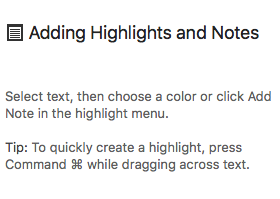 Adding Highlights and Notes
Select text, then choose a color or click Add
Note in the highlight menu.
Tip: To quickly create a highlight, press
Command ⌘ while dragging across text.